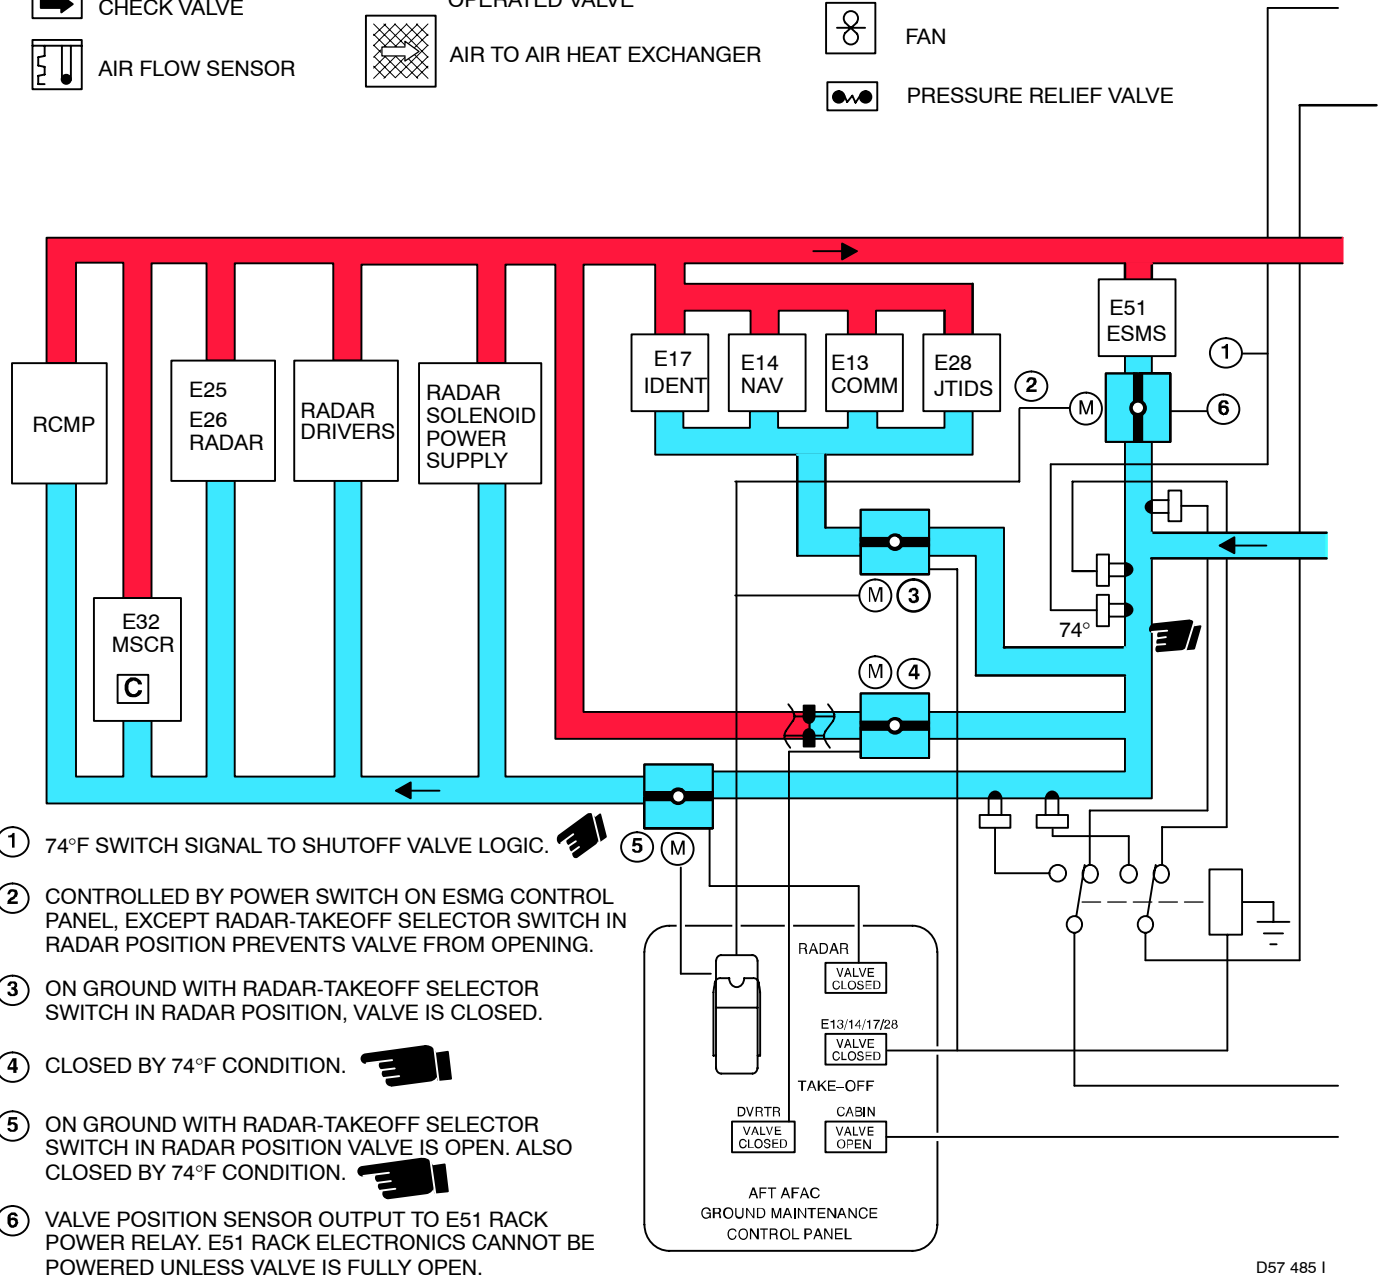 CHECK VALVE
OPERATED VALVE
AIR FLOW SENSOR
AIR TO AIR HEAT EXCHANGER
FAN
PRESSURE RELIEF VALVE
E51
ESMS
1
E17
IDENT
E14
NAV
E13
COMM
E28
JTIDS
2
M
6
RCMP
E25
E26
RADAR
RADAR
DRIVERS
RADAR
SOLENOID
POWER
SUPPLY
M
3
E32
MSCR
C
74°
M
4
5
M
1 74°F SWITCH SIGNAL TO SHUTOFF VALVE LOGIC.
2 CONTROLLED BY POWER SWITCH ON ESMG CONTROL
PANEL, EXCEPT RADAR-TAKEOFF SELECTOR SWITCH IN
RADAR POSITION PREVENTS VALVE FROM OPENING.
3 ON GROUND WITH RADAR-TAKEOFF SELECTOR
SWITCH IN RADAR POSITION, VALVE IS CLOSED.
4 CLOSED BY 74°F CONDITION.
5 ON GROUND WITH RADAR-TAKEOFF SELECTOR
SWITCH IN RADAR POSITION VALVE IS OPEN. ALSO
CLOSED BY 74°F CONDITION.
6 VALVE POSITION SENSOR OUTPUT TO E51 RACK
POWER RELAY. E51 RACK ELECTRONICS CANNOT BE
POWERED UNLESS VALVE IS FULLY OPEN.
RADAR
VALVE
CLOSED
E13/14/17/28
VALVE
CLOSED
TAKE–OFF
DVRTR
VALVE
CLOSED
CABIN
VALVE
OPEN
AFT AFAC
GROUND MAINTENANCE
CONTROL PANEL
D57 485 I